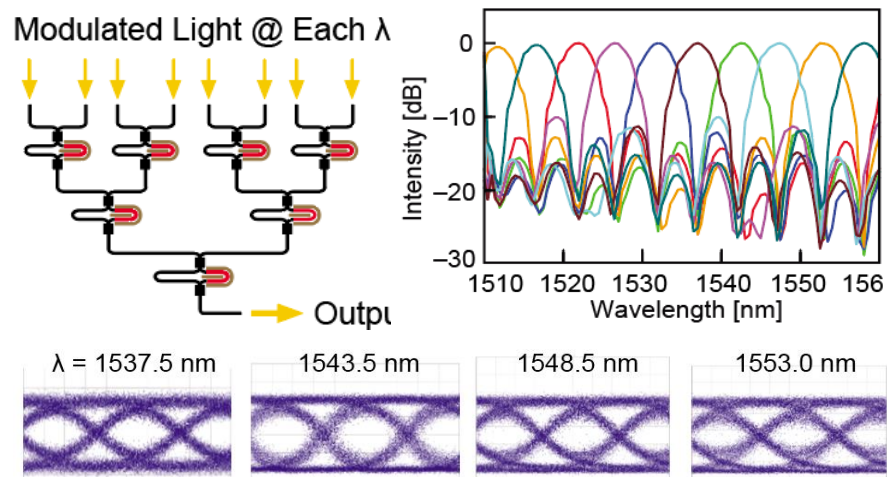 Modulated Light @ Each λ
Outpu
Intensity [dB]
0
–10
–20
–30
1510 1520 1530 1540 1550 156
Wavelength [nm]
λ = 1537.5 nm
1543.5 nm
1548.5 nm
1553.0 nm